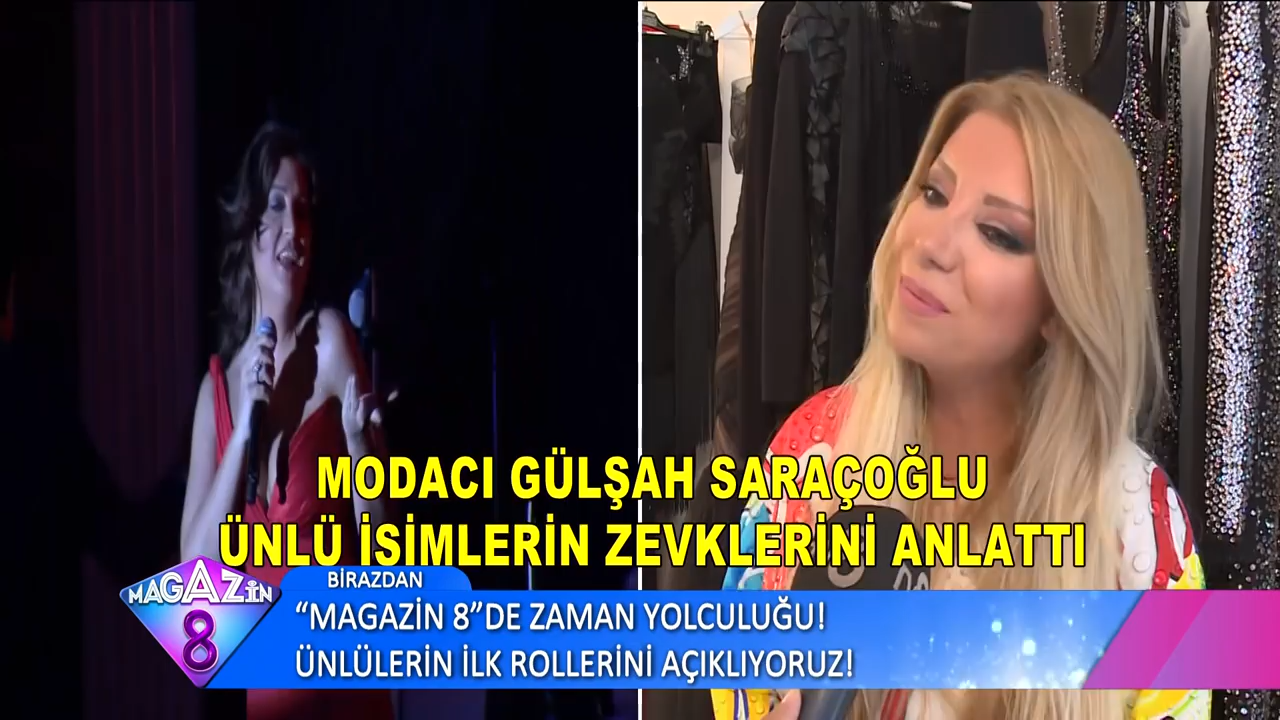 MODACI GÜLŞAH SARAÇOĞLU
ÜNLÜ İSİMLERİN ZEVKLERİNİ ANLATTI
MAGAZİN
8
BİRAZDAN
“MAGAZİN 8”DE ZAMAN YOLCULUĞU!
ÜNLÜLERİN İLK ROLLERİNİ AÇIKLIYORUZ!